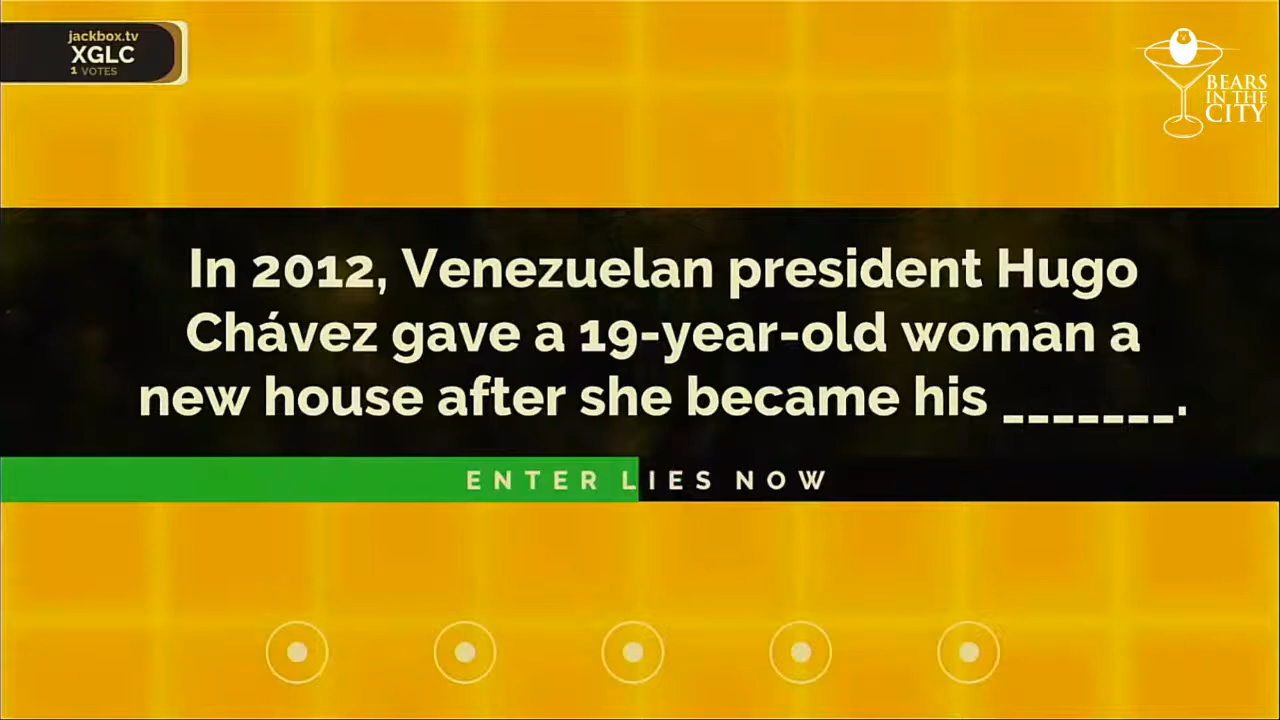 jackbox.tv
XGLC
1 VOTES
BEARS
IN THE
CITY
In 2012, Venezuelan president Hugo
Chávez gave a 19-year-old woman a
new house after she became his _______.
ENTER LIES NOW